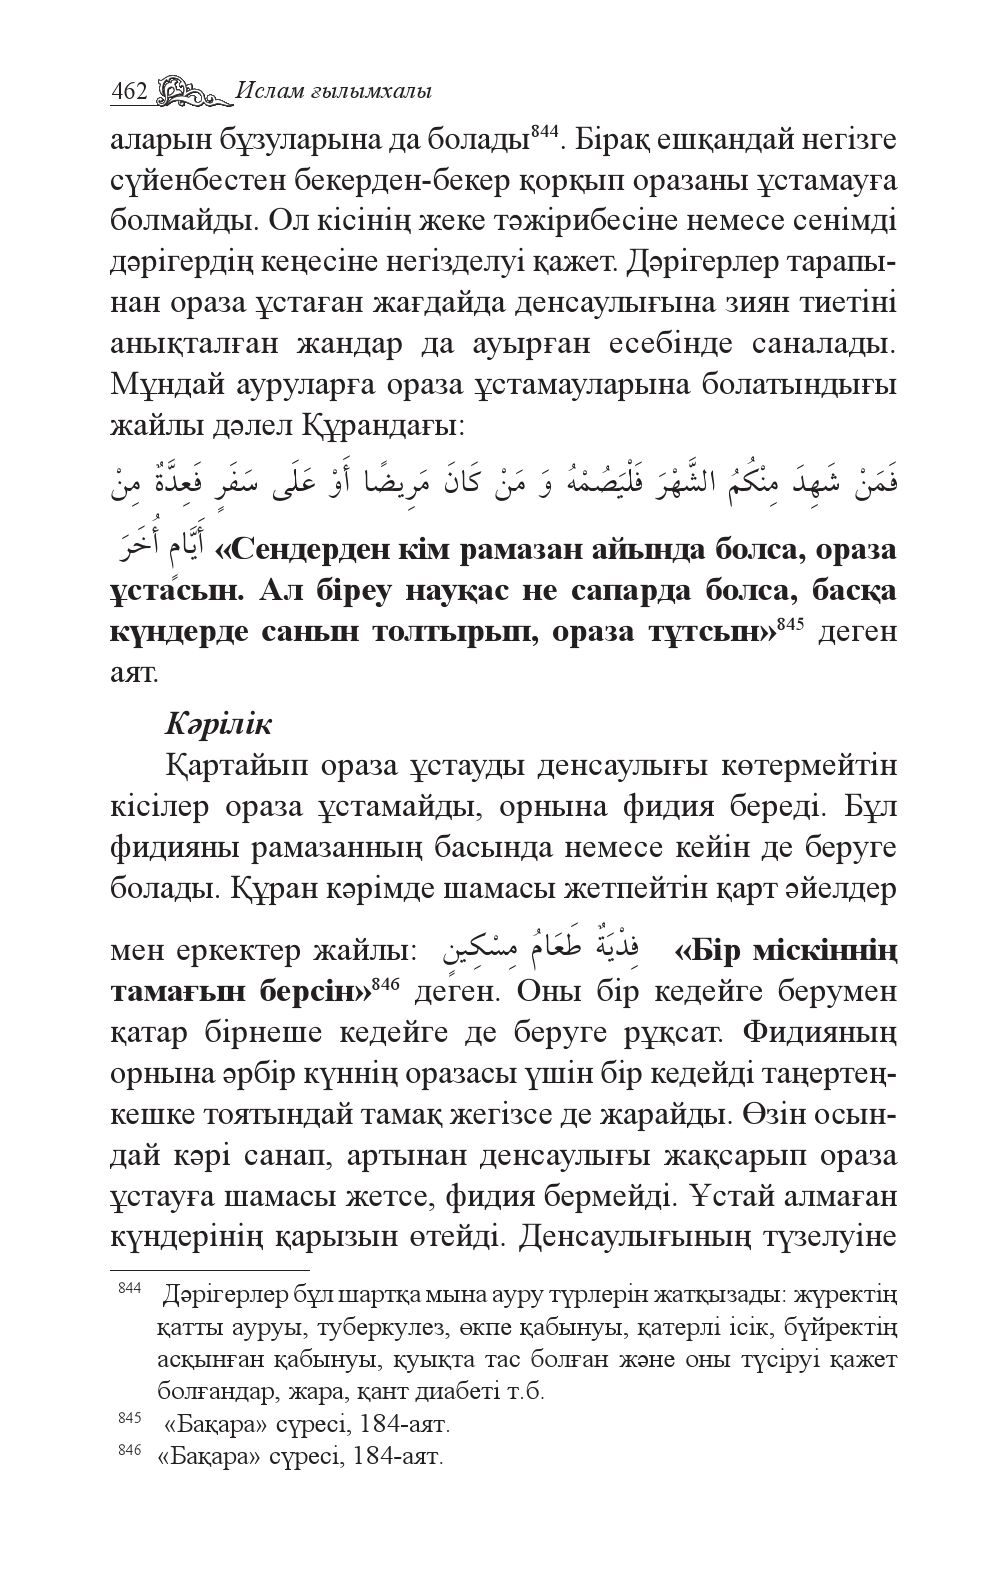 462 Ислам ғылымхалы
аларын бұзуларына да болады844. Бірақ ешқандай негізге
сүйенбестен бекерден-бекер қорқып оразаны ұстамауға
болмайды. Ол кісінің жеке тәжірибесіне немесе сенімді
дәрігердің кеңесіне негізделуі қажет. Дәрігерлер тарапы-
нан ораза ұстаған жағдайда денсаулығына зиян тиетіні
анықталған жандар да ауырған есебінде саналады.
Мұндай ауруларға ораза ұстамауларына болатындығы
жайлы дәлел Құрандағы:
فَمَنْ شَهِدَ مِنْكُمُ الشَّهْرَ فَلْيَصُمْهُ وَ مَنْ كَانَ مَرِيضًا أَوْ عَلَى سَفَرٍ فَعِدَّةٌ مِنْ
أَيَّامٍ أُخَرَ «Сендерден кім рамазан айында болса, ораза
ұстасын. Ал біреу науқас не сапарда болса, басқа
күндерде санын толтырып, ораза тұтсын»845 деген
аят.
Кәрілік
Қартайып ораза ұстауды денсаулығы көтермейтін
кісілер ораза ұстамайды, орнына фидия береді. Бұл
фидияны рамазанның басында немесе кейін де беруге
болады. Құран кәрімде шамасы жетпейтін қарт әйелдер
мен еркектер жайлы: فِدْيَةٌ طَعَامُ مِسْكِينٍ «Бір міскіннің
тамағын берсін»846 деген. Оны бір кедейге берумен
қатар бірнеше кедейге де беруге рұқсат. Фидияның
орнына әрбір күннің оразасы үшін бір кедейді таңертең-
кешке тоятындай тамақ жегізсе де жарайды. Өзін осын-
дай кәрі санап, артынан денсаулығы жақсарып ораза
ұстауға шамасы жетсе, фидия бермейді. Ұстай алмаған
күндерінің қарызын өтейді. Денсаулығының түзелуіне
844 Дәрігерлер бұл шартқа мына ауру түрлерін жатқызады: жүректің
қатты ауруы, туберкулез, өкпе қабынуы, қатерлі ісік, бүйректің
асқынған қабынуы, қуықта тас болған және оны түсіруі қажет
болғандар, жара, қант диабеті т.б.
845 «Бақара» сүресі, 184-аят.
846 «Бақара» сүресі, 184-аят.